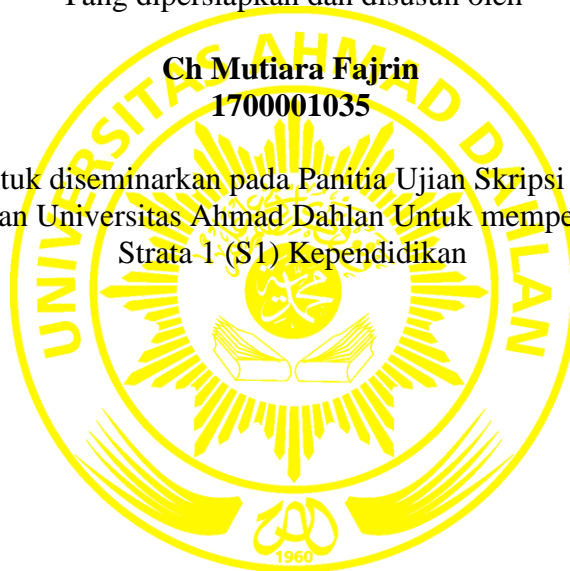 Yang dipersiapkan dan disusun oleh
Ch Mutiara Fajrin
1700001035
tuk diseminarkan pada Panitia Ujian Skripsi
an Universitas Ahmad Dahlan Untuk mempe
Strata 1 (S1) Kependidikan
UNIVERSITAS AHMAD DAHLAN
1960